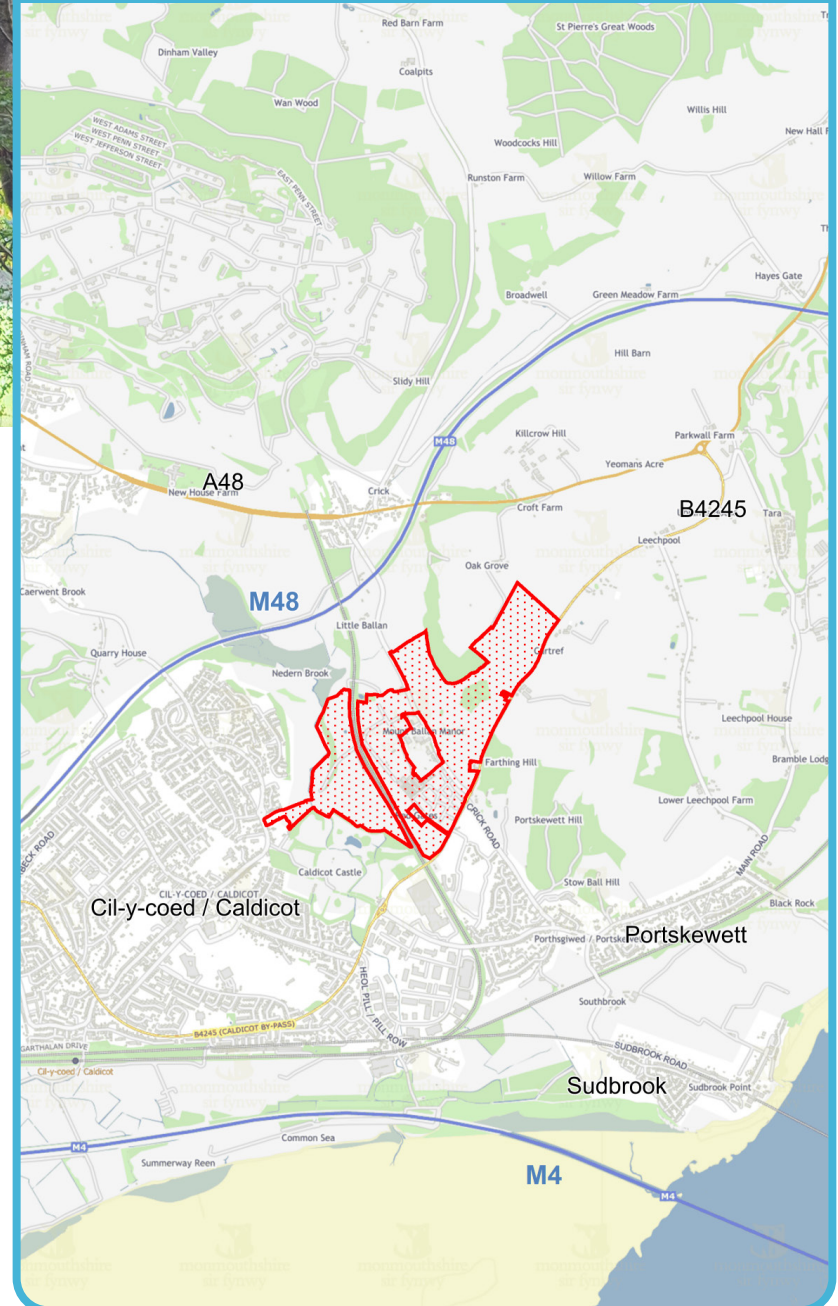 Red Barn Farm
St Pierre's Great Woods
Dinham Valley
Coalpits
Wan Wood
Willis Hill
WEST ADAMS STREET
WEST PENN STREET
WEST JEFFERSON STREET
New Hall F
Woodcocks Hill
EAST PENN STREET
Runston Farm
Willow Farm
Hayes Gate
Broadwell
Green Meadow Farm
Hill Barn
Slidy Hill
M48
Killcrow Hill
Parkwall Farm
Yeomans Acre
A48
New House Farm
Crick
Croft Farm
B4245
Tara
Leechpool
Oak Grove
Caerwent Brook
M48
Little Ballan
Quarry House
Nedern Brook
Leechpool House
Farthing Hill
Bramble Lodg
Lower Leechpool Farm
CRICK ROAD
Portskewett Hill
MAIN ROAD
Caldicot Castle
Stow Ball Hill
CIL-Y-COED / CALDICOT
Cil-y-coed / Caldicot
Black Rock
Portskewett
HEOL PILL / PILL ROW
Southbrook
B4245 (CALDICOT BY-PASS)
GARTHALAN DRIVE
SUDBROOK ROAD
Cil-y-coed / Caldicot
Sudbrook
Sudbrook Point
Common Sea
M4
Summerway Reen
M4
M4
monmouthshire
sir fynwy